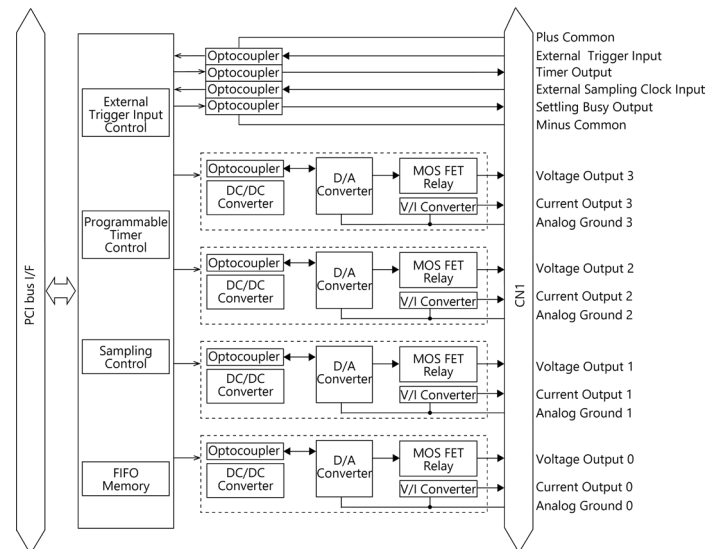 PCI bus I/F
External
Trigger Input
Control
Programmable
Timer
Control
Sampling
Control
FIFO
Memory
Optocoupler
Optocoupler
Optocoupler
Optocoupler
Plus Common
External Trigger Input
Timer Output
External Sampling Clock Input
Settling Busy Output
Minus Common
CN1
Optocoupler
DC/DC
Converter
D/A
Converter
MOS FET
Relay
V/I Converter
Voltage Output 3
Current Output 3
Analog Ground 3
Optocoupler
DC/DC
Converter
D/A
Converter
MOS FET
Relay
V/I Converter
Voltage Output 2
Current Output 2
Analog Ground 2
Optocoupler
DC/DC
Converter
D/A
Converter
MOS FET
Relay
V/I Converter
Voltage Output 1
Current Output 1
Analog Ground 1
Optocoupler
DC/DC
Converter
D/A
Converter
MOS FET
Relay
V/I Converter
Voltage Output 0
Current Output 0
Analog Ground 0